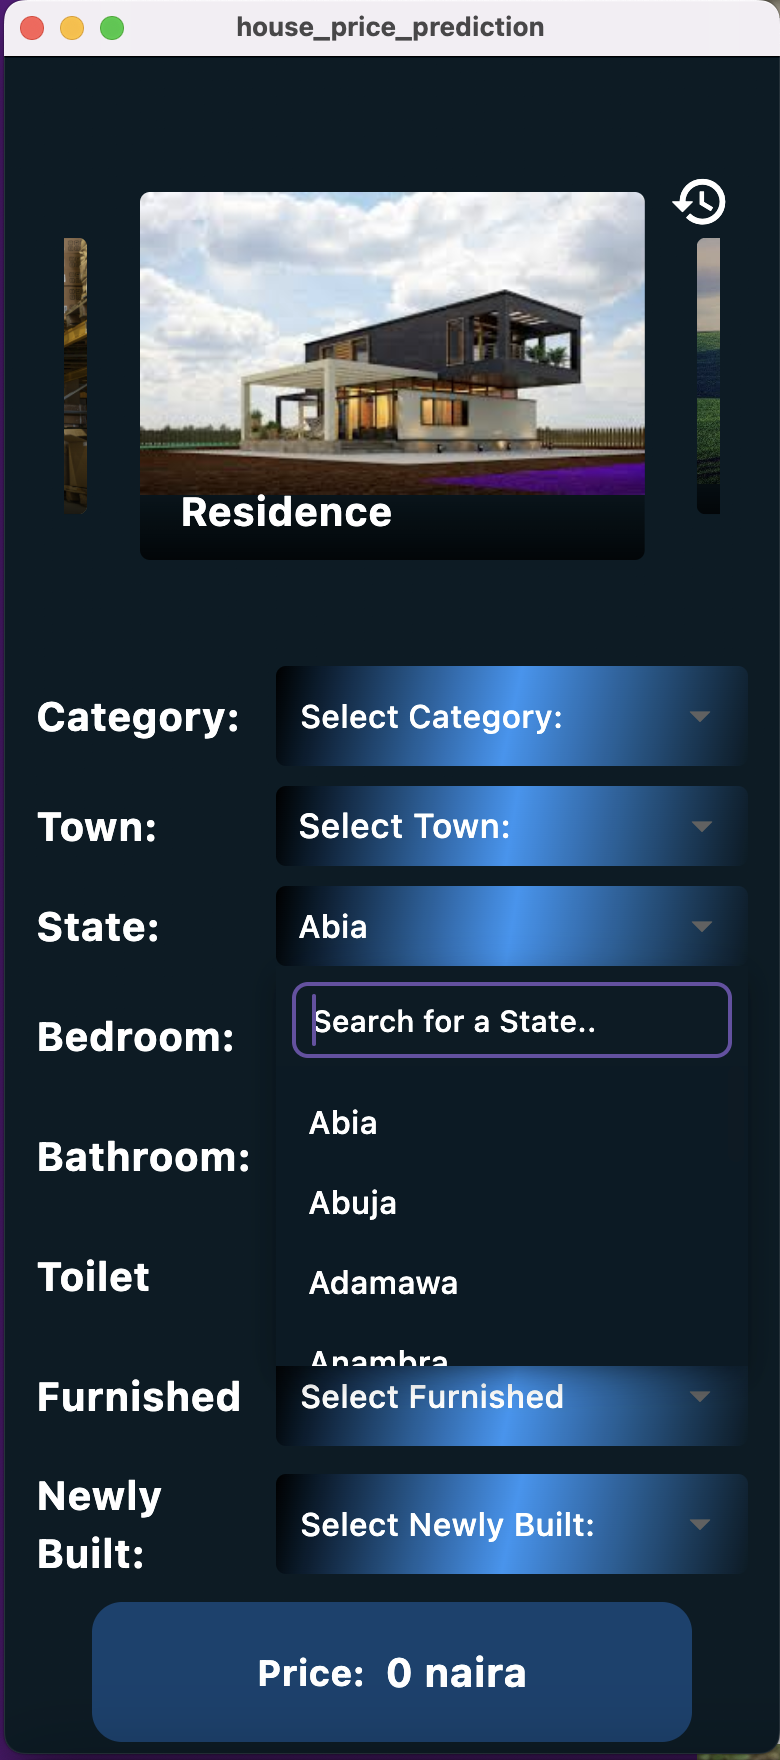 house_price_prediction
Residence
Category:
Select Category:
Town:
Select Town:
State:
Abia
Search for a State..
Bedroom:
Abia
Bathroom:
Abuja
Toilet
Adamawa
Anambra
Furnished
Select Furnished
Newly
Built:
Select Newly Built:
Price: 0 naira